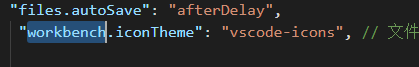 "files.autoSave": "afterDelay",
"workbench.iconTheme": "vscode-icons", // 文件